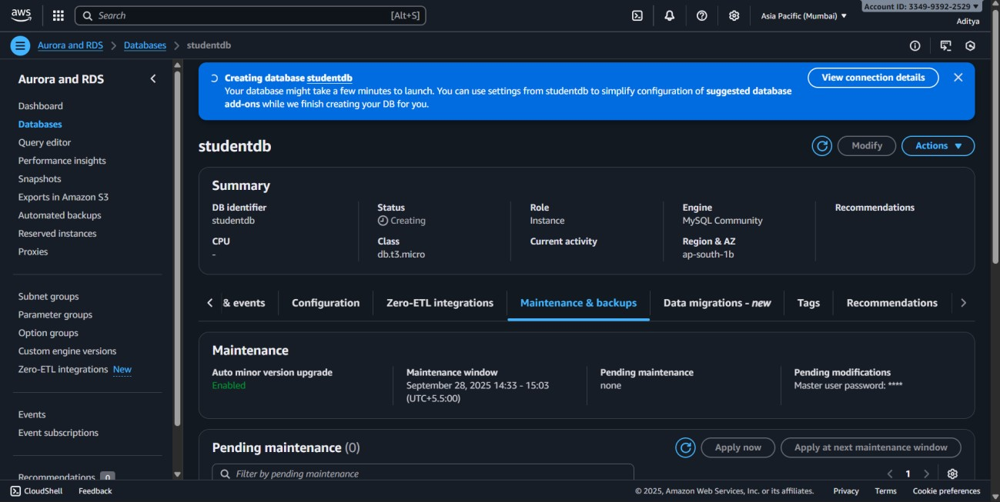 aws
Search [Alt+S]
Asia Pacific (Mumbai)
Account ID: 3349-9392-2529
Aditya
Aurora and RDS > Databases > studentdb
Aurora and RDS
Dashboard
Databases
Query editor
Performance insights
Snapshots
Exports in Amazon S3
Automated backups
Reserved instances
Proxies
Subnet groups
Parameter groups
Option groups
Custom engine versions
Zero-ETL integrations New
Events
Event subscriptions
Recommendations 0
Creating database studentdb
Your database might take a few minutes to launch. You can use settings from studentdb to simplify configuration of suggested database
add-ons while we finish creating your DB for you.
View connection details
studentdb
Modify
Actions
Summary
DB identifier
studentdb
CPU
-
Status
Creating
Class
db.t3.micro
Role
Instance
Current activity
Engine
MySQL Community
Region & AZ
ap-south-1b
Recommendations
& events
Configuration
Zero-ETL integrations
Maintenance & backups
Data migrations - new
Tags
Recommendations
Maintenance
Auto minor version upgrade
Enabled
Maintenance window
September 28, 2025 14:33 - 15:03
(UTC+5.5:00)
Pending maintenance
none
Pending modifications
Master user password: ****
Pending maintenance (0)
Apply now
Apply at next maintenance window
Filter by pending maintenance
1
CloudShell
Feedback
© 2025, Amazon Web Services, Inc. or its affiliates.
Privacy
Terms
Cookie preferences